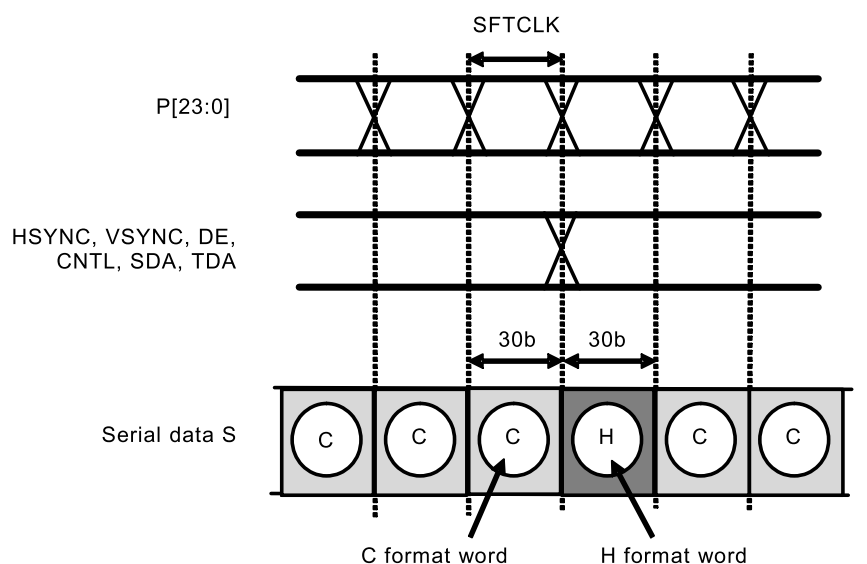 SFTCLK
P[23:0]
HSYNC, VSYNC, DE,
CNTL, SDA, TDA
30b 30b
Serial data S
C C C H C C
C format word H format word